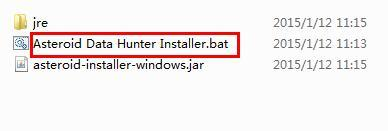 jre 2015/1/12 11:15
Asteroid Data Hunter Installer.bat 2015/1/12 11:13
asteroid-installer-windows.jar 2015/1/12 11:15